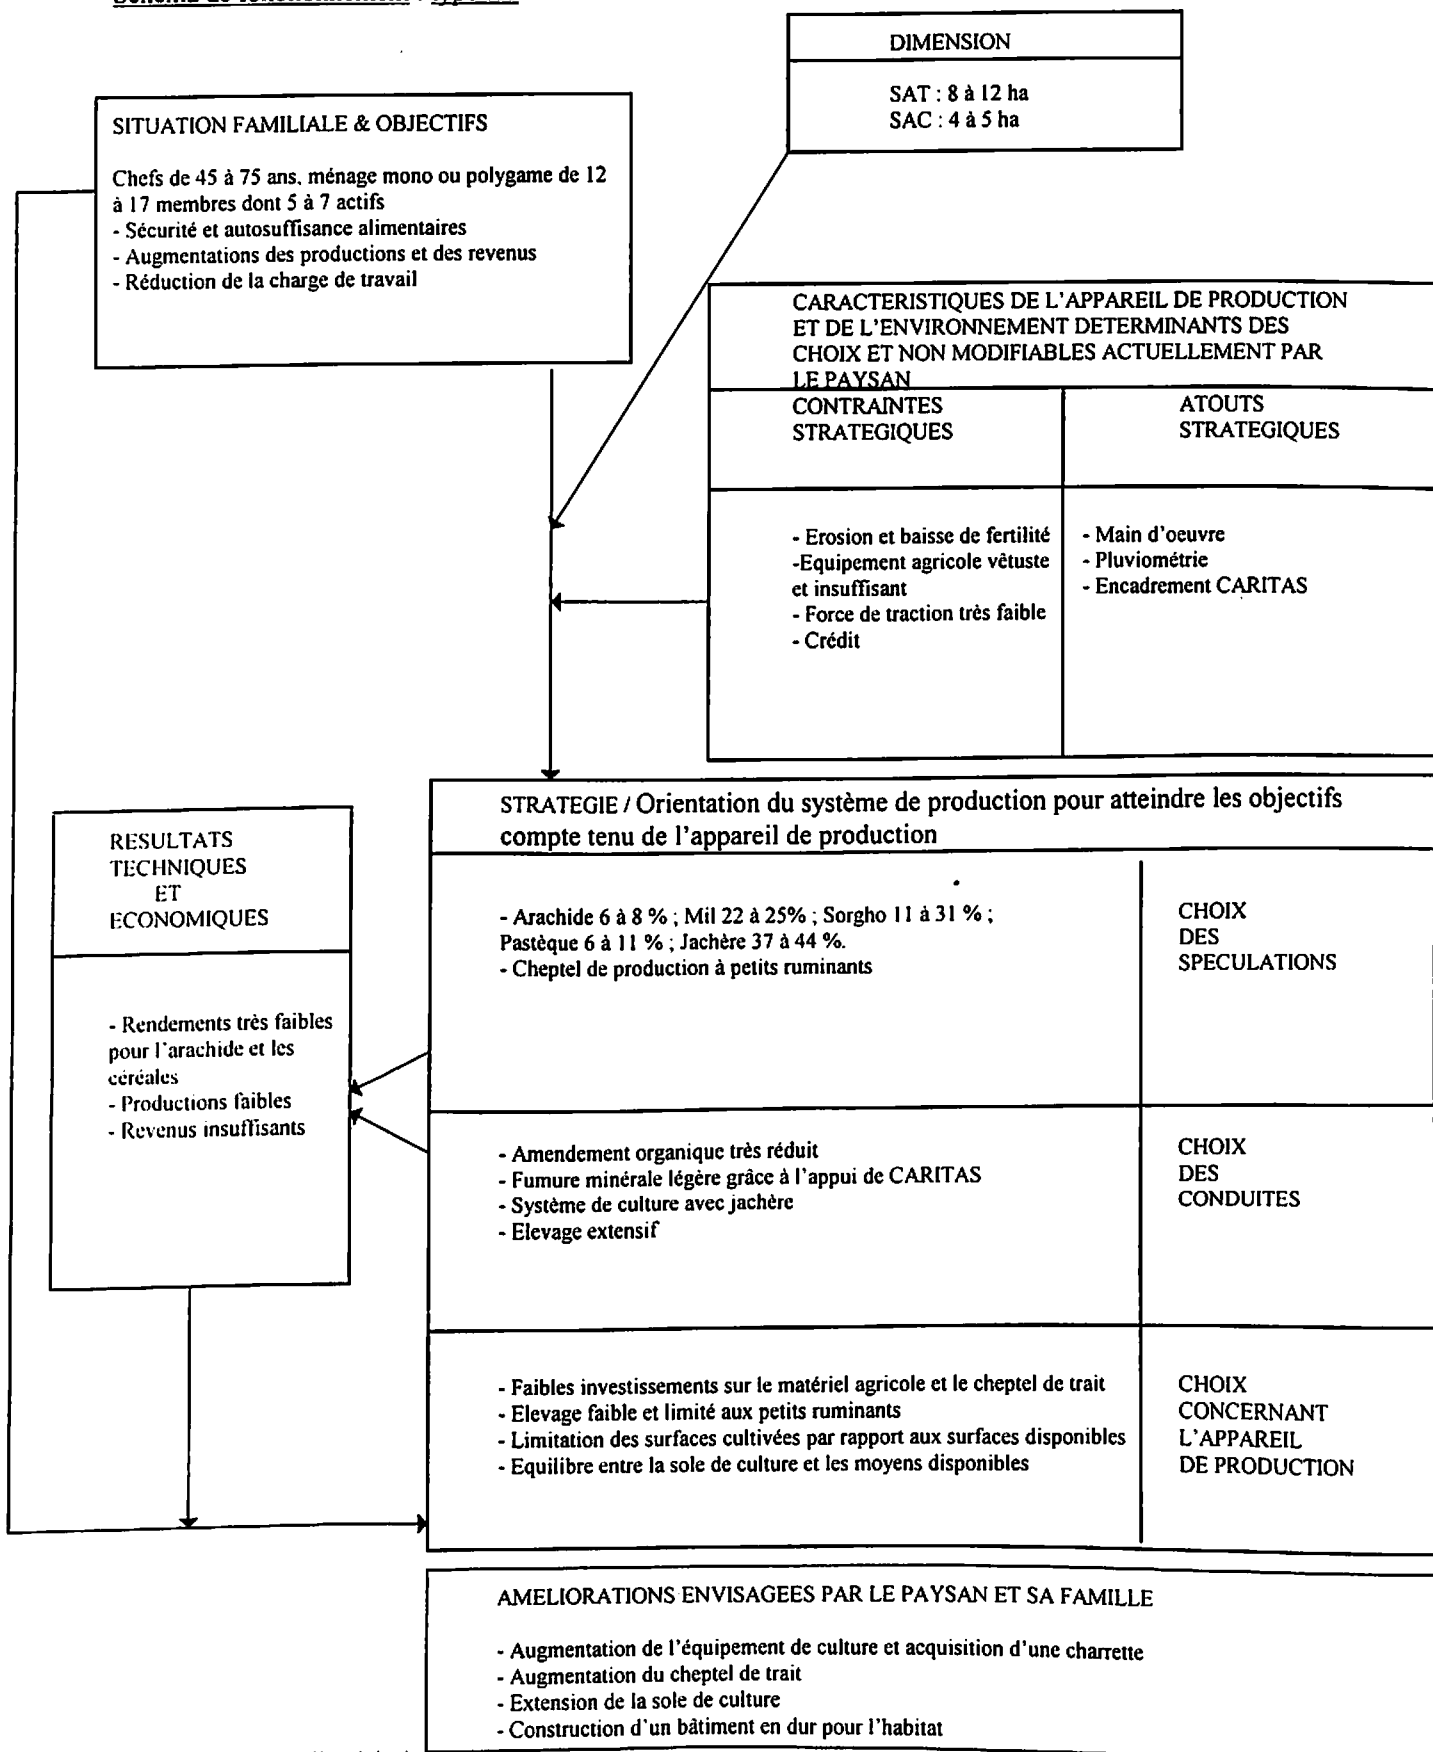 DIMENSION
SAT : 8 à 12 ha
SAC : 4 à 5 ha
SITUATION FAMILIALE & OBJECTIFS
Chefs de 45 à 75 ans, ménage mono ou polygame de 12
à 17 membres dont 5 à 7 actifs
- Sécurité et autosuffisance alimentaires
- Augmentations des productions et des revenus
- Réduction de la charge de travail
CARACTERISTIQUES DE L'APPAREIL DE PRODUCTION
ET DE L'ENVIRONNEMENT DETERMINANTS DES
CHOIX ET NON MODIFIABLES ACTUELLEMENT PAR
LE PAYSAN
CONTRAINTES
STRATEGIQUES
ATOUTS
STRATEGIQUES
- Erosion et baisse de fertilité
-Equipement agricole vêtuste
et insuffisant
- Force de traction très faible
- Crédit
- Main d'oeuvre
- Pluviométrie
- Encadrement CARITAS
STRATEGIE / Orientation du système de production pour atteindre les objectifs
compte tenu de l'appareil de production
- Arachide 6 à 8 % ; Mil 22 à 25% ; Sorgho 11 à 31 % ;
Pastèque 6 à 11 % ; Jachère 37 à 44 %.
- Cheptel de production à petits ruminants
CHOIX
DES
SPECULATIONS
RESULTATS
TECHNIQUES
ET
ECONOMIQUES
- Rendements très faibles
pour l'arachide et les
céréales
- Productions faibles
- Revenus insuffisants
- Amendement organique très réduit
- Fumure minérale légère grâce à l'appui de CARITAS
- Système de culture avec jachère
- Elevage extensif
CHOIX
DES
CONDUITES
- Faibles investissements sur le matériel agricole et le cheptel de trait
- Elevage faible et limité aux petits ruminants
- Limitation des surfaces cultivées par rapport aux surfaces disponibles
- Equilibre entre la sole de culture et les moyens disponibles
CHOIX
CONCERNANT
L'APPAREIL
DE PRODUCTION
AMELIORATIONS ENVISAGEES PAR LE PAYSAN ET SA FAMILLE
- Augmentation de l'équipement de culture et acquisition d'une charrette
- Augmentation du cheptel de trait
- Extension de la sole de culture
- Construction d'un bâtiment en dur pour l'habitat